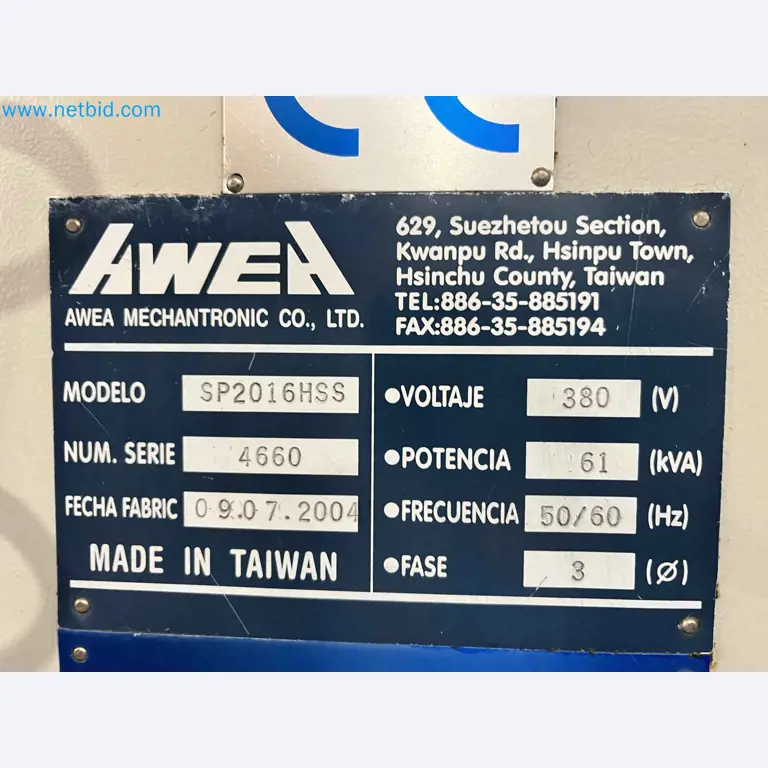 www.netbid.com
CE
AWEA
AWEA MECHANTRONIC CO., LTD.
629, Suezhetou Section,
Kwanpu Rd., Hsinpu Town,
Hsinchu County, Taiwan
TEL:886-35-885191
FAX:886-35-885194
MODELO SP2016HSS
NUM. SERIE 4660
FECHA FABRIC 09.07.2004
MADE IN TAIWAN
●VOLTAJE 380 (V)
●POTENCIA 61 (kVA)
●FRECUENCIA 50/60 (Hz)
●FASE 3 (Ø)